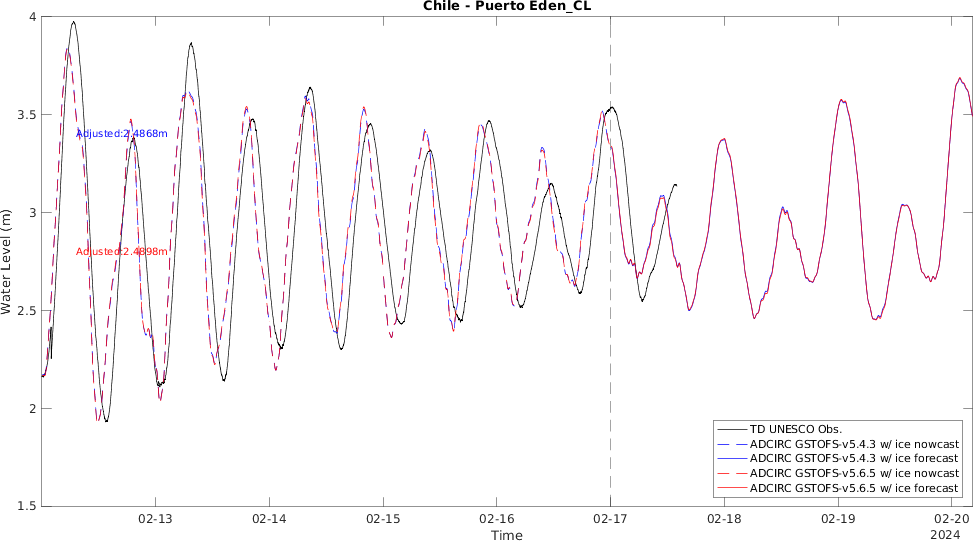 Chile - Puerto Eden_CL
4
3.5
3
2.5
2
1.5
Water Level (m)
Adjusted:2.4868m
Adjusted:2.4898m
TD UNESCO Obs.
ADCIRC GSTOFS-v5.4.3 w/ ice nowcast
ADCIRC GSTOFS-v5.4.3 w/ ice forecast
ADCIRC GSTOFS-v5.6.5 w/ ice nowcast
ADCIRC GSTOFS-v5.6.5 w/ ice forecast
02-13 02-14 02-15 02-16 02-17 02-18 02-19 02-20
2024
Time